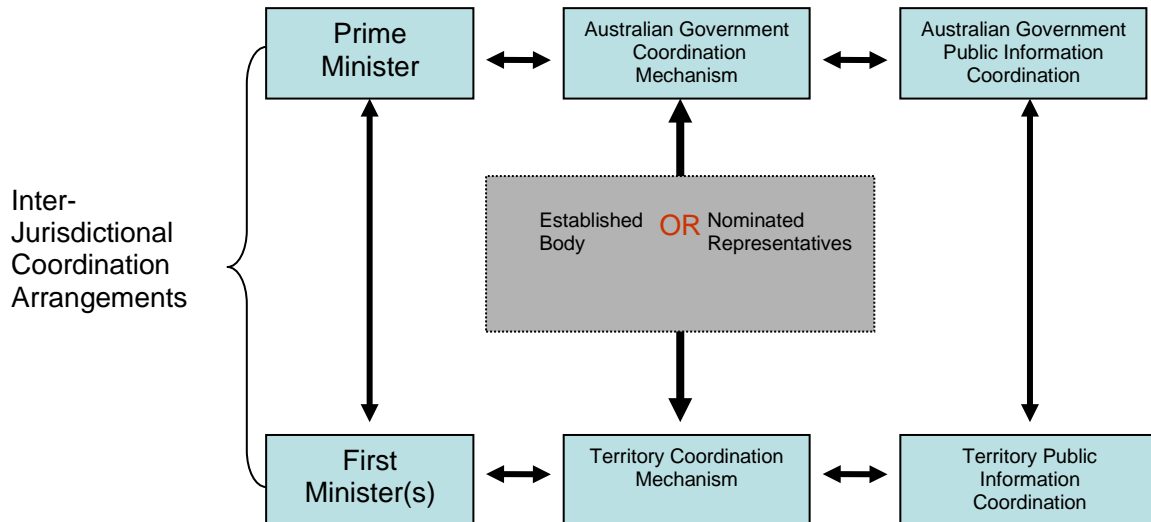 Prime
Minister
Australian Government
Coordination
Mechanism
Australian Government
Public Information
Coordination
Inter-
Jurisdictional
Coordination
Arrangements
Established
Body
OR
Nominated
Representatives
First
Minister(s)
Territory Coordination
Mechanism
Territory Public
Information
Coordination